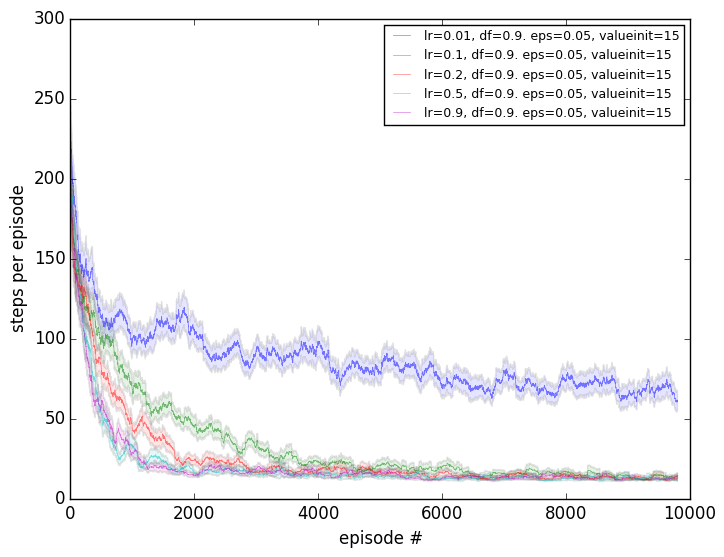 300
250
200
150
100
50
0
steps per episode
lr=0.01, df=0.9. eps=0.05, valueinit=15
lr=0.1, df=0.9. eps=0.05, valueinit=15
lr=0.2, df=0.9. eps=0.05, valueinit=15
lr=0.5, df=0.9. eps=0.05, valueinit=15
lr=0.9, df=0.9. eps=0.05, valueinit=15
0 2000 4000 6000 8000 10000
episode #